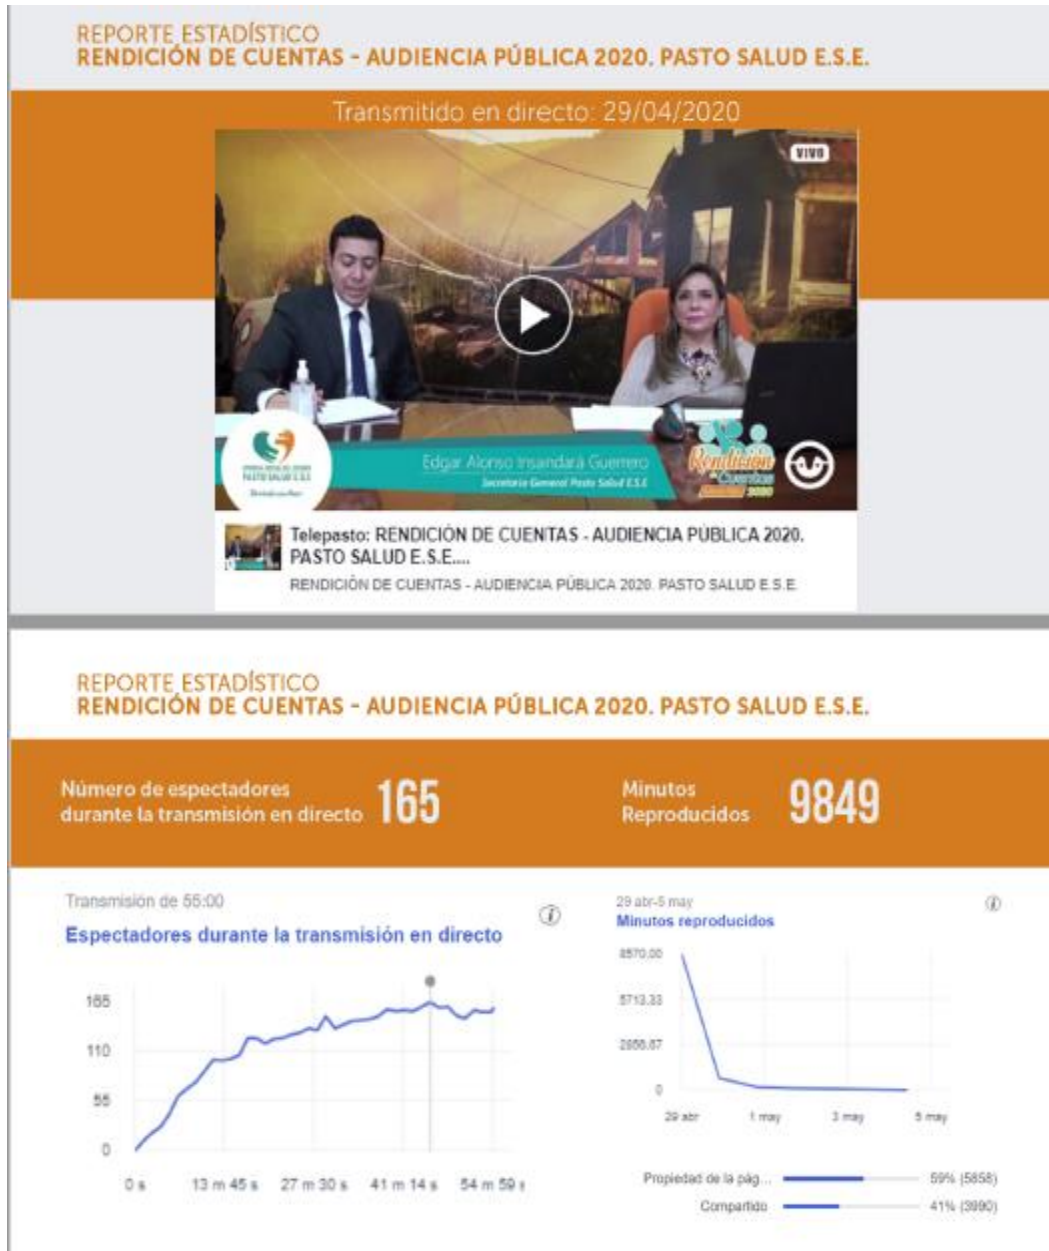 REPORTE ESTADÍSTICO
RENDICIÓN DE CUENTAS - AUDIENCIA PÚBLICA 2020. PASTO SALUD E.S.E.
Transmitido en directo: 29/04/2020
VIVO
PASTO SALUD E.S.E
Edgar Alonso Insandará Guerrero
Secretario General Pasto Salud E.S.E
Rendición
Cuentas
2020
Telepasto: RENDICIÓN DE CUENTAS - AUDIENCIA PÚBLICA 2020.
PASTO SALUD E.S.E....
RENDICIÓN DE CUENTAS - AUDIENCIA PÚBLICA 2020. PASTO SALUD E.S.E.
REPORTE ESTADÍSTICO
RENDICIÓN DE CUENTAS - AUDIENCIA PÚBLICA 2020. PASTO SALUD E.S.E.
Número de espectadores
durante la transmisión en directo 165
Minutos
Reproducidos 9849
Transmisión de 55:00
Espectadores durante la transmisión en directo
165
110
55
0
0 s 13 m 45 s 27 m 30 s 41 m 14 s 54 m 59 s
29 abr-5 may
Minutos reproducidos
8570.00
5713.33
2856.67
0
29 abr 1 may 3 may 5 may
Propiedad de la pág... 59% (5858)
Compartido 41% (3990)